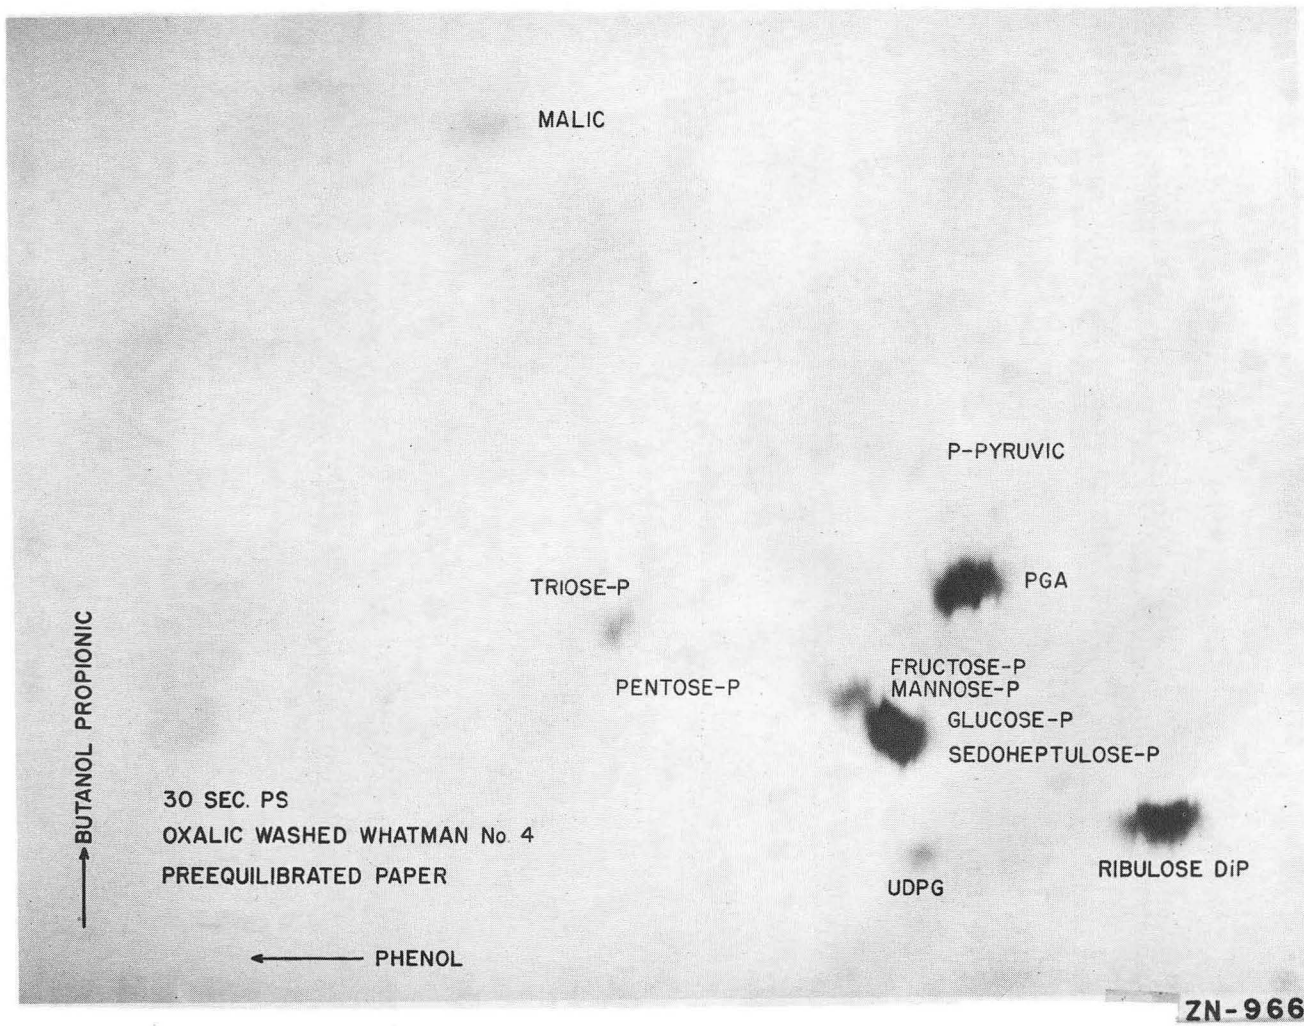 MALIC
P-PYRUVIC
PGA
TRIOSE-P
PENTOSE-P
FRUCTOSE-P
MANNOSE-P
GLUCOSE-P
SEDOHEPTULOSE-P
BUTANOL PROPIONIC
30 SEC. PS
OXALIC WASHED WHATMAN No. 4
PREEQUILIBRATED PAPER
RIBULOSE DiP
UDPG
PHENOL
ZN-966